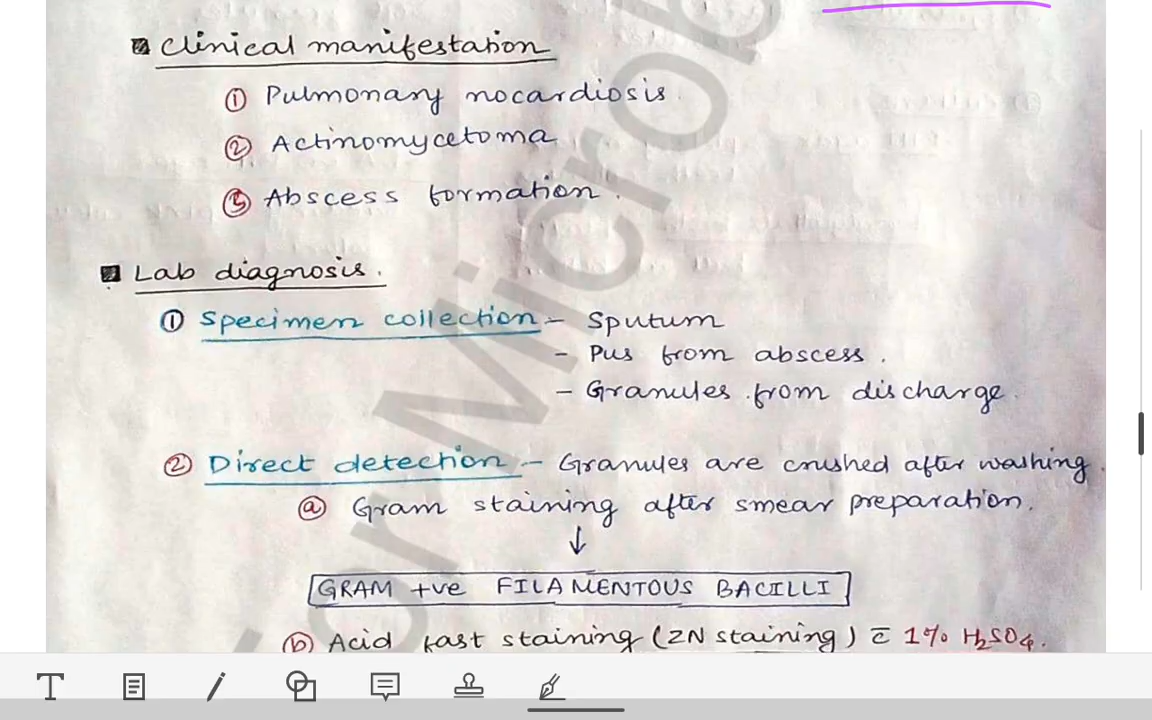 Clinical manifestation
① Pulmonary nocardiosis.
② Actinomycetoma
③ Abscess formation.
Lab diagnosis.
① Specimen collection - Sputum
- Pus from abscess.
- Granules from discharge.
② Direct detection - Granules are crushed after washing.
ⓐ Gram staining after smear preparation.
↓
GRAM +ve FILAMENTOUS BACILLI
ⓑ Acid fast staining (ZN staining) c̅ 1% H₂SO₄.
for Microb
T